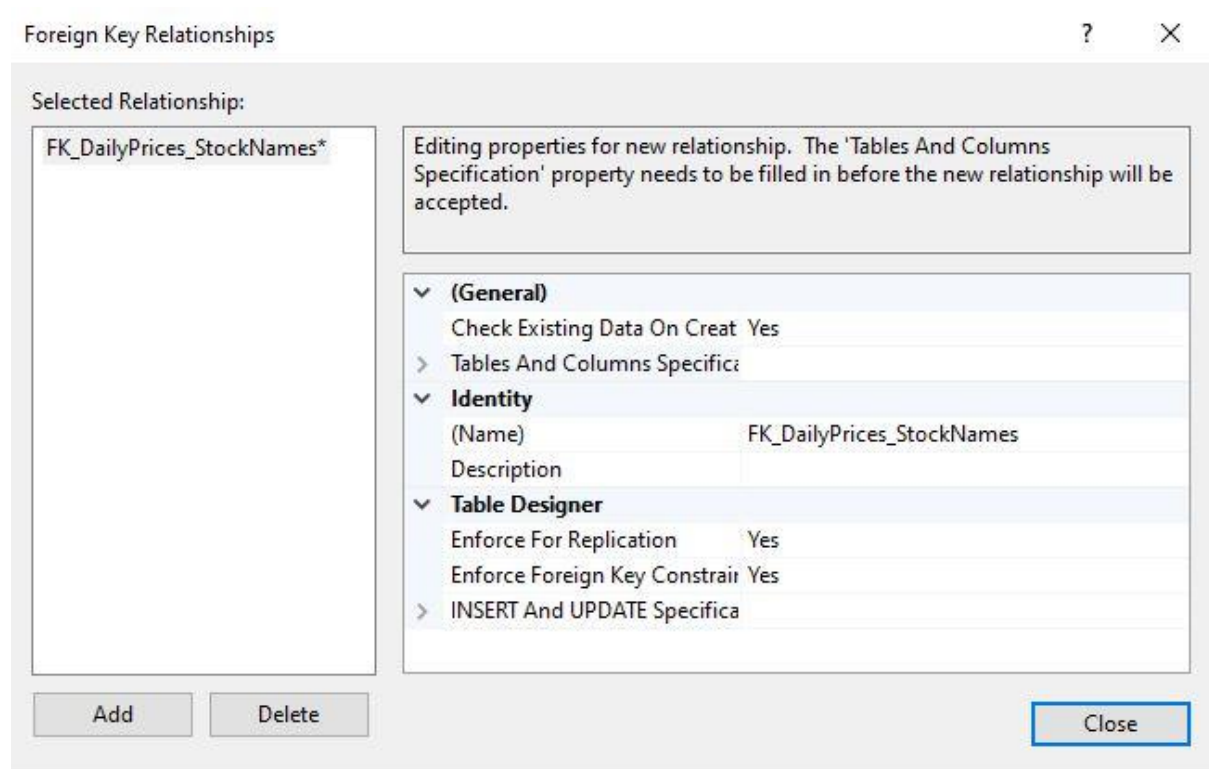 Foreign Key Relationships
?
Selected Relationship:
FK_DailyPrices_StockNames*
Editing properties for new relationship. The 'Tables And Columns
Specification' property needs to be filled in before the new relationship will be
accepted.
(General)
Check Existing Data On Creat Yes
Tables And Columns Specifica
Identity
(Name) FK_DailyPrices_StockNames
Description
Table Designer
Enforce For Replication Yes
Enforce Foreign Key Constrain Yes
INSERT And UPDATE Specifica
Add Delete
Close